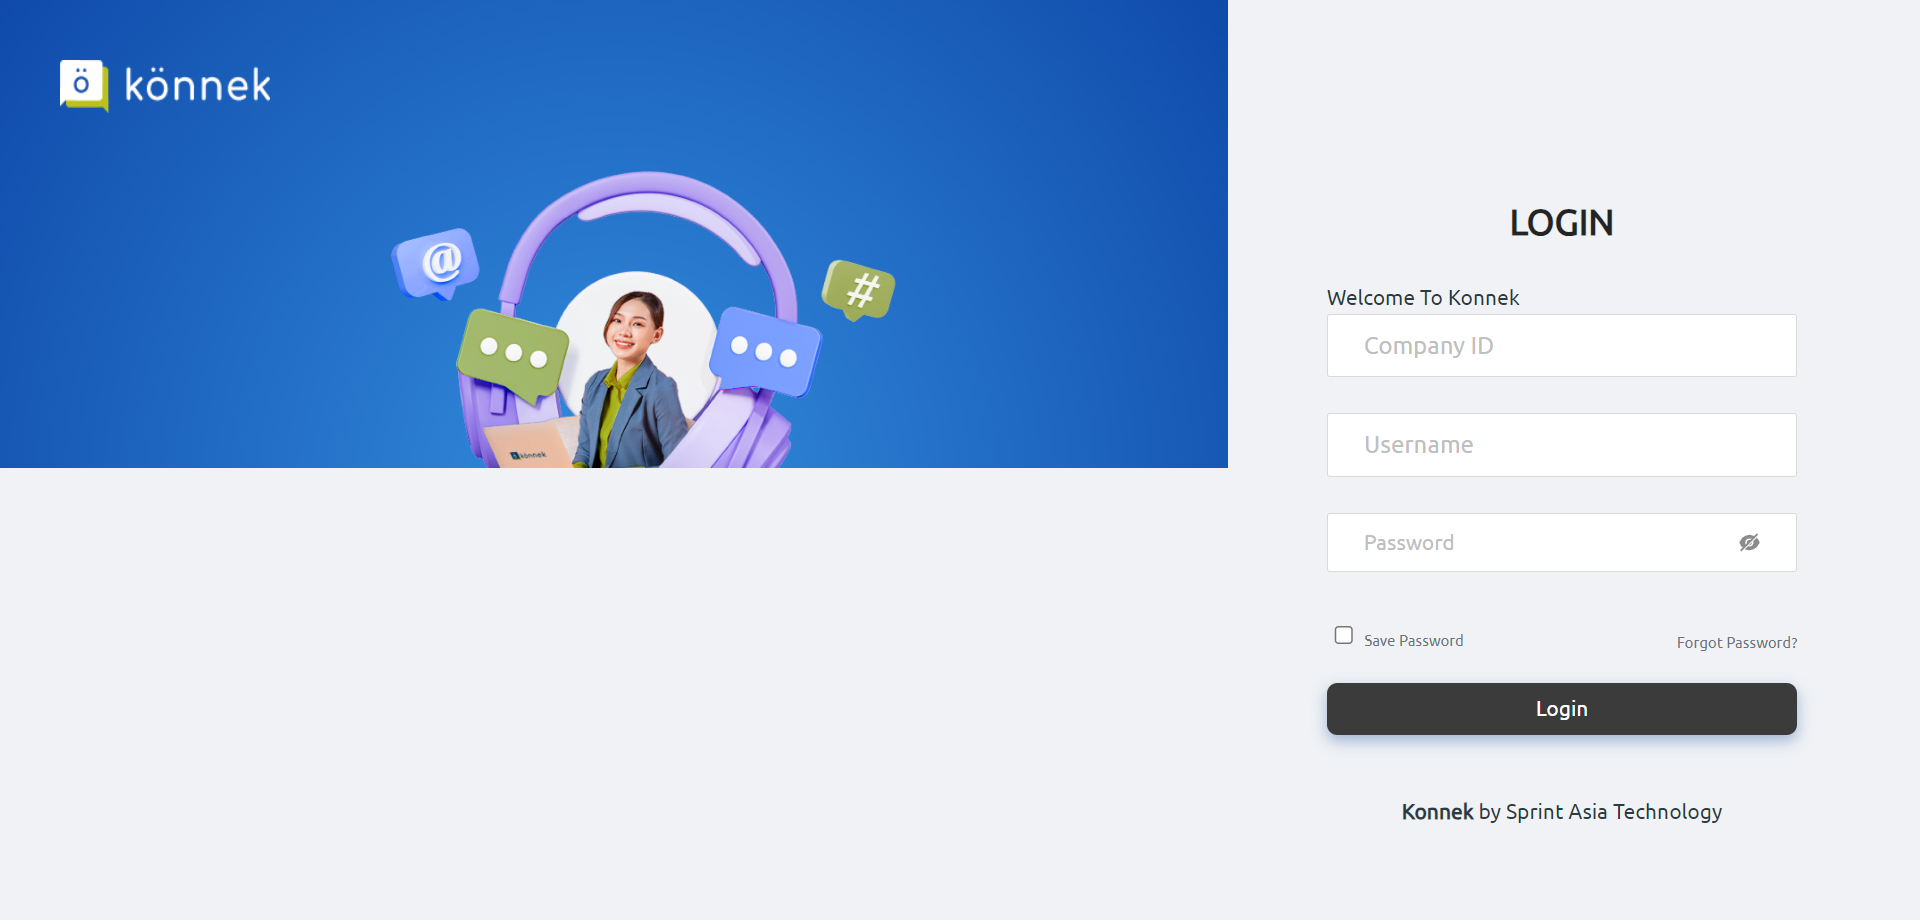 ö könnek
@
#
könnek
LOGIN
Welcome To Konnek
Company ID
Username
Password
Save Password
Forgot Password?
Login
Konnek by Sprint Asia Technology